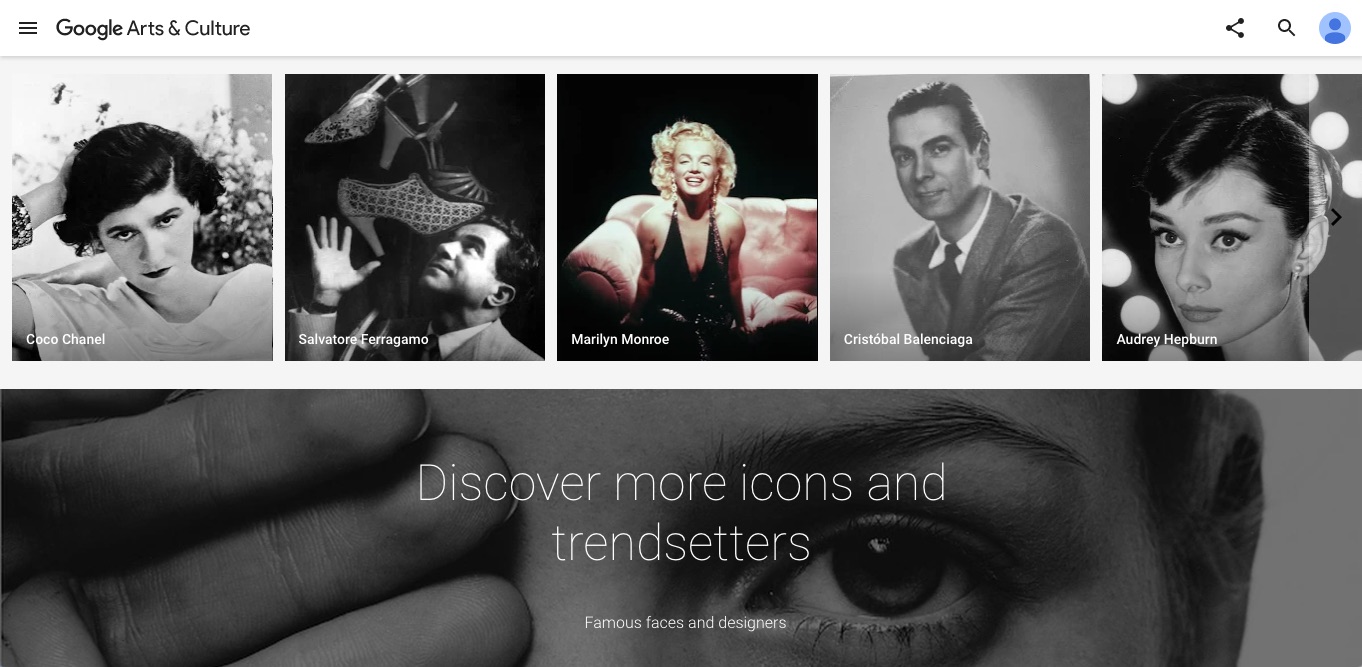 Google Arts & Culture
Coco Chanel
Salvatore Ferragamo
Marilyn Monroe
Cristóbal Balenciaga
Audrey Hepburn
Discover more icons and
trendsetters
Famous faces and designers